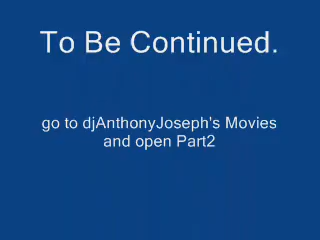 To Be Continued.
go to djAnthonyJoseph's Movies
and open Part2